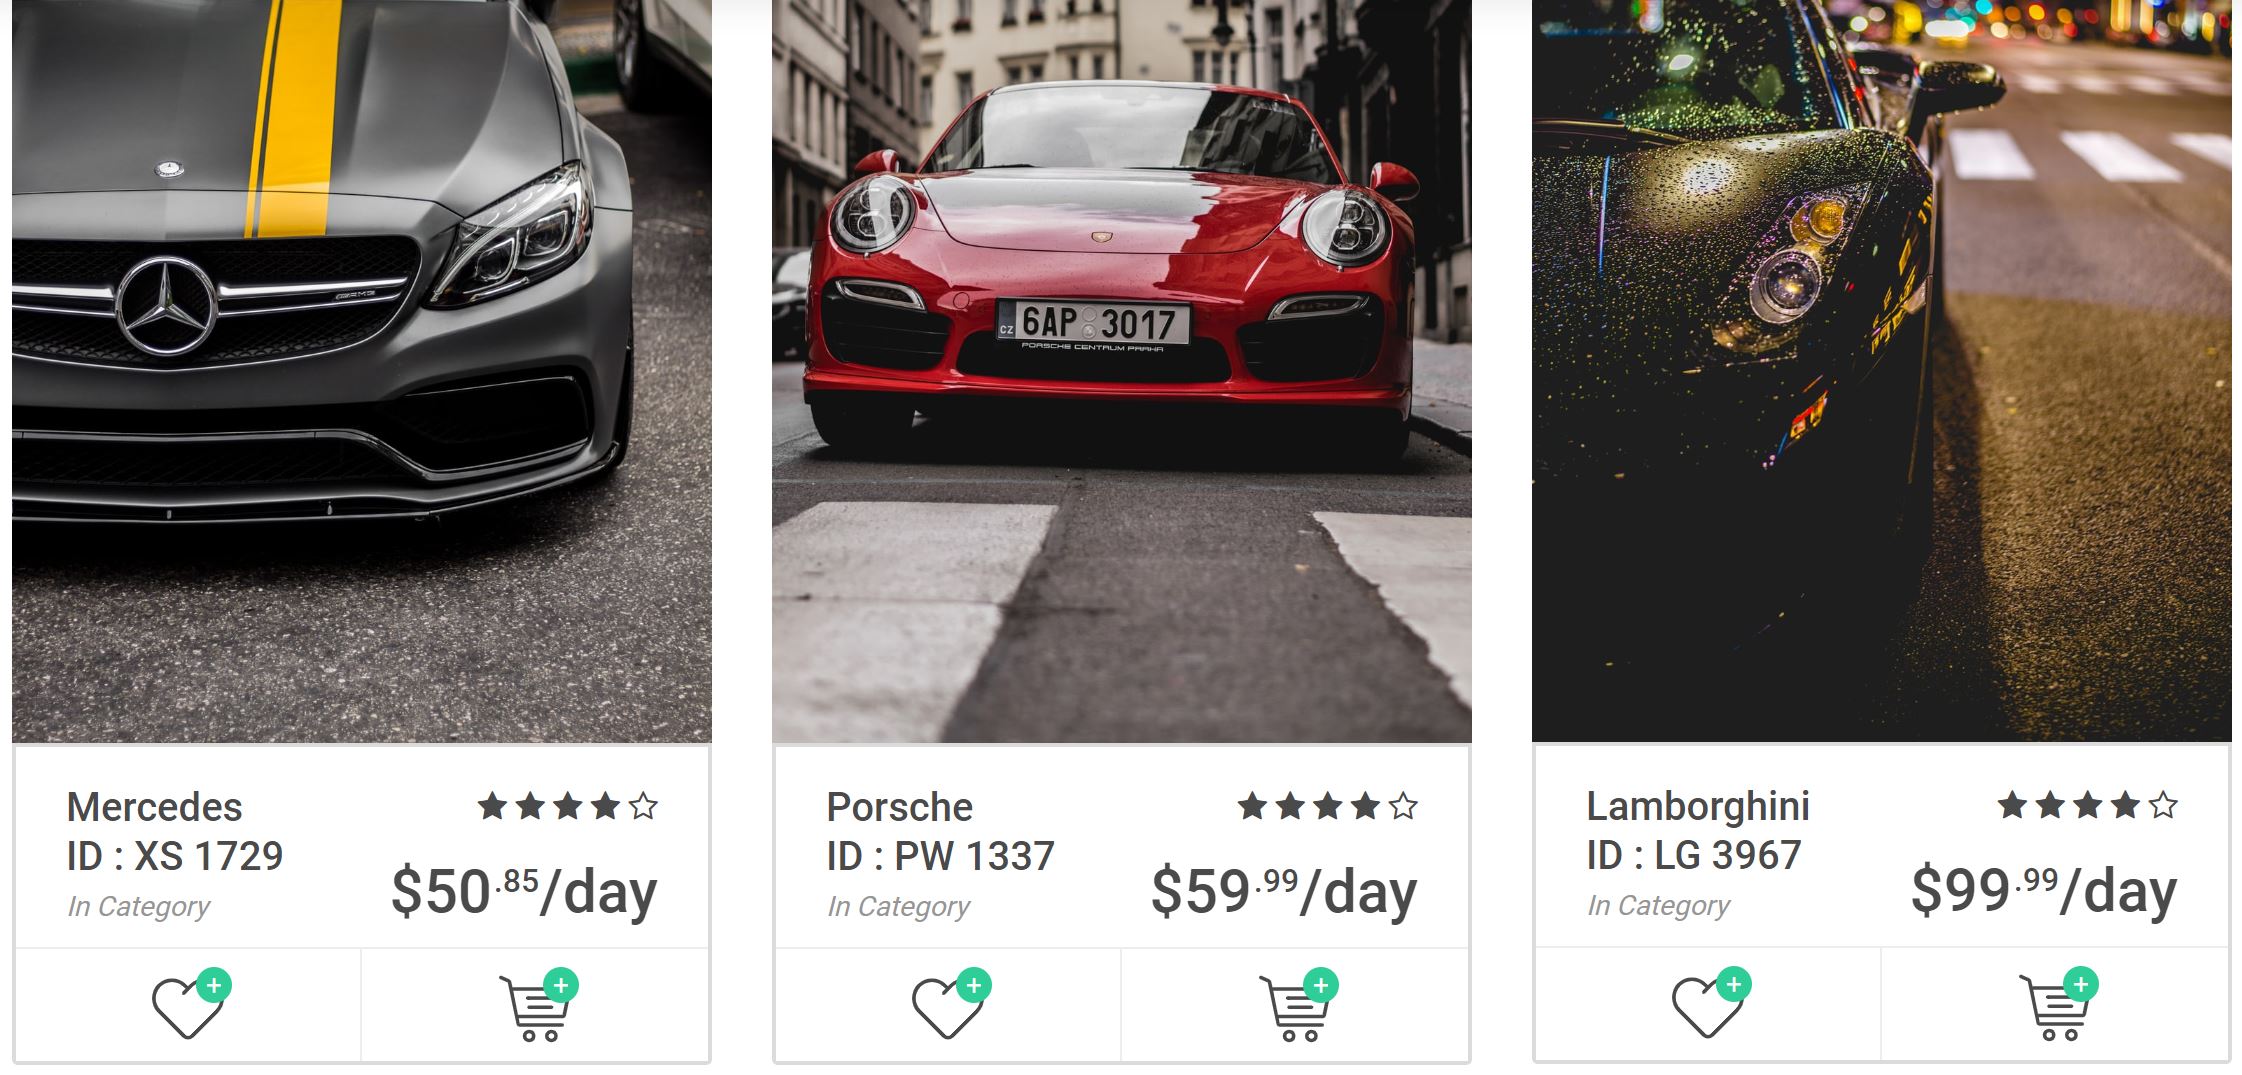 AMG
CZ 6AP 3017
PORSCHE CENTRUM PRAHA
Mercedes
ID : XS 1729
In Category
$50.85/day
+
+
Porsche
ID : PW 1337
In Category
$59.99/day
+
+
Lamborghini
ID : LG 3967
In Category
$99.99/day
+
+